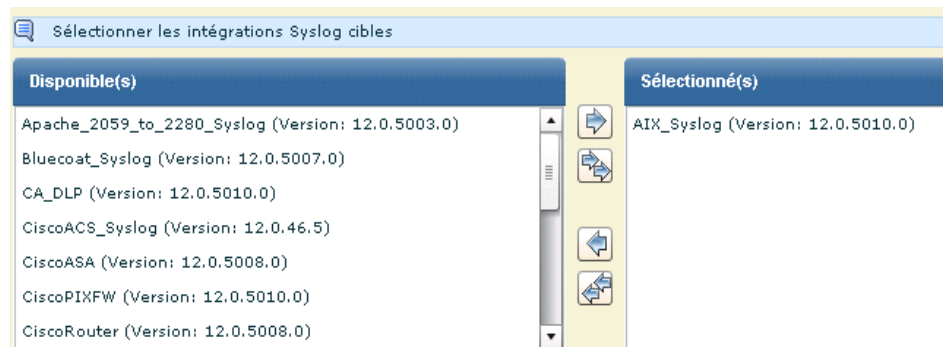 Sélectionner les intégrations Syslog cibles
Disponible(s)
Apache_2059_to_2280_Syslog (Version: 12.0.5003.0)
Bluecoat_Syslog (Version: 12.0.5007.0)
CA_DLP (Version: 12.0.5010.0)
CiscoACS_Syslog (Version: 12.0.46.5)
CiscoASA (Version: 12.0.5008.0)
CiscoPIXFW (Version: 12.0.5010.0)
CiscoRouter (Version: 12.0.5008.0)
Sélectionné(s)
AIX_Syslog (Version: 12.0.5010.0)